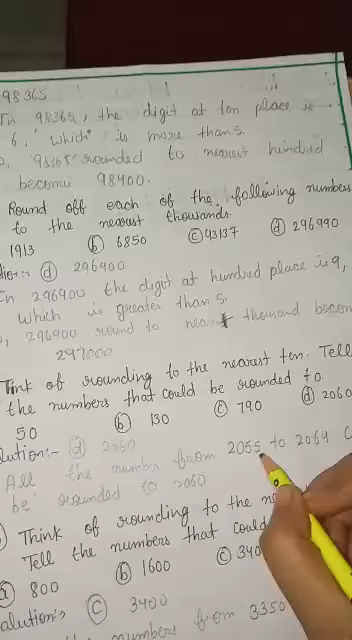 98365
In 98365, the digit at ten place is
6, which is more than 5.
98365 rounded to nearest hundred
become 98400.
Round off each of the following numbers
to the nearest thousands.
1913 (b) 6850 (c) 43137 (d) 296990
(d) 296900
In 296900 the digit at hundred place is 9,
which is greater than 5.
296900 round to thousand becom
297000
Think of rounding to the nearest ten. Tell
the numbers that could be rounded to.
50 (b) 130 (c) 790 (d) 2060
lution:- (d) 2060
All the number from 2055 to 2064 C
be rounded to 2060
Think of rounding to the
Tell the numbers that could
(a) 800 (b) 1600 (c) 340
alution:- (c) 3400
numbers from 3350